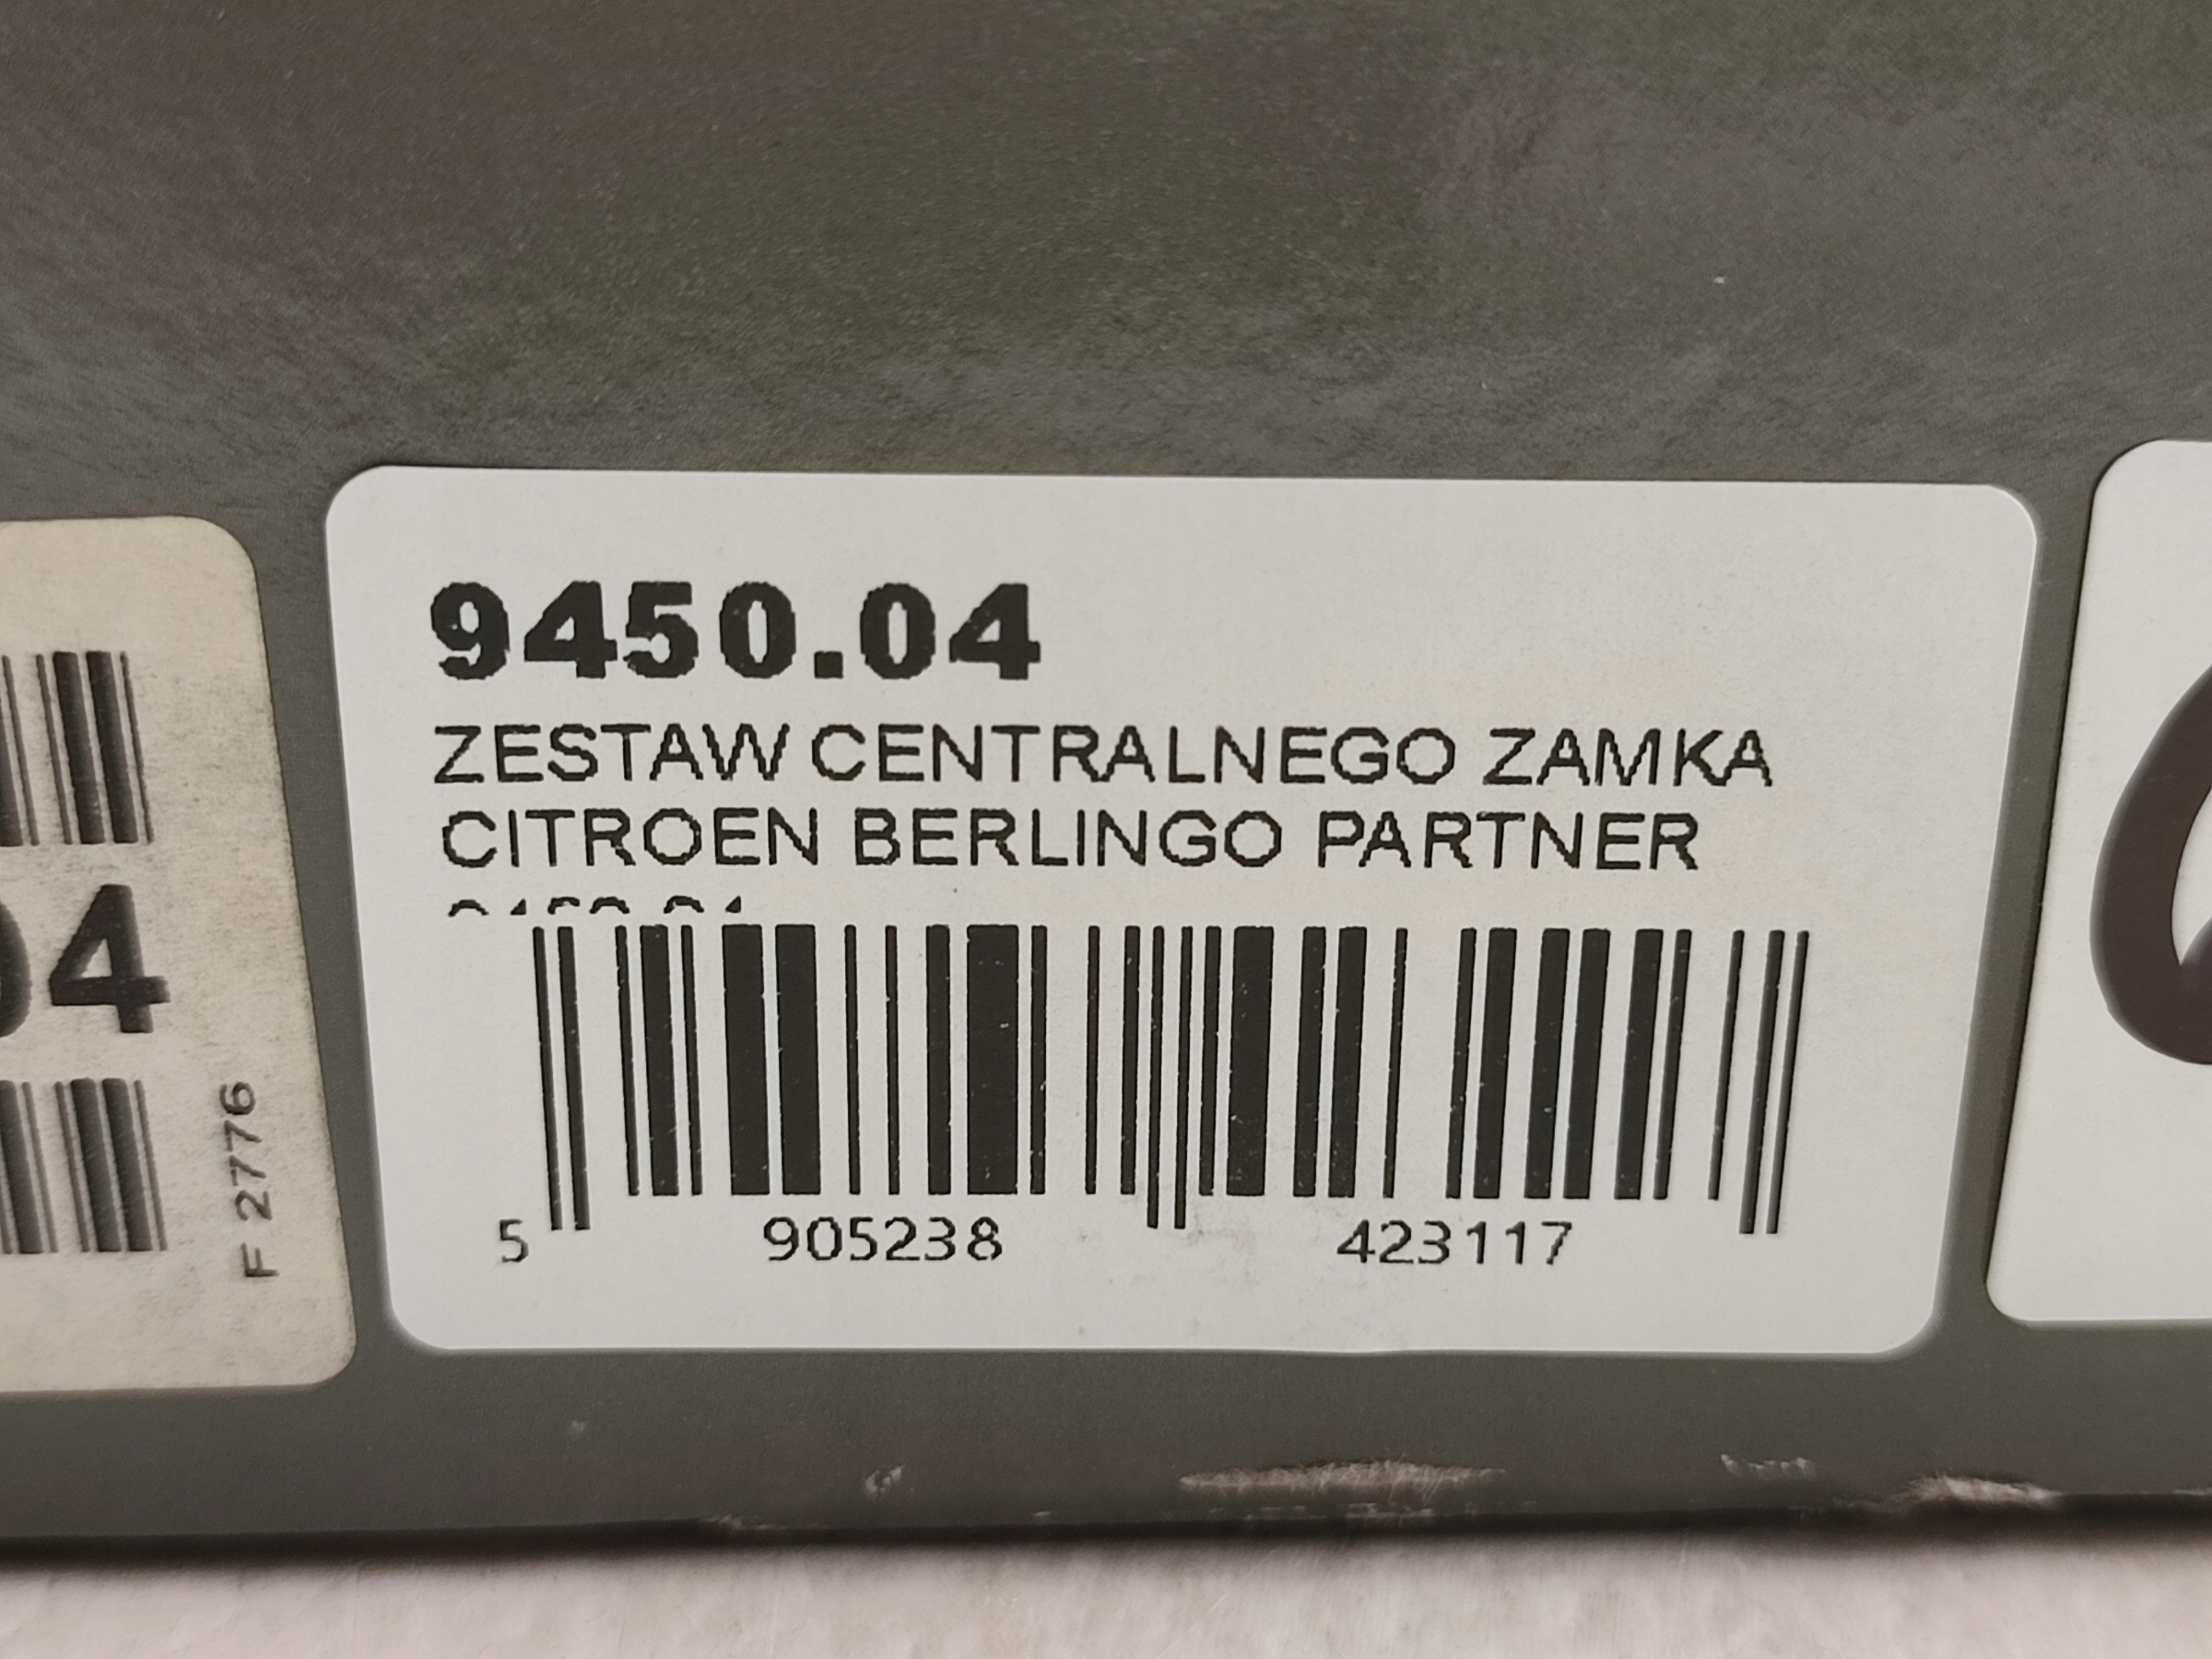 9450.04
ZESTAW CENTRALNEGO ZAMKA
CITROEN BERLINGO PARTNER
5 905238 423117
04
F 2776